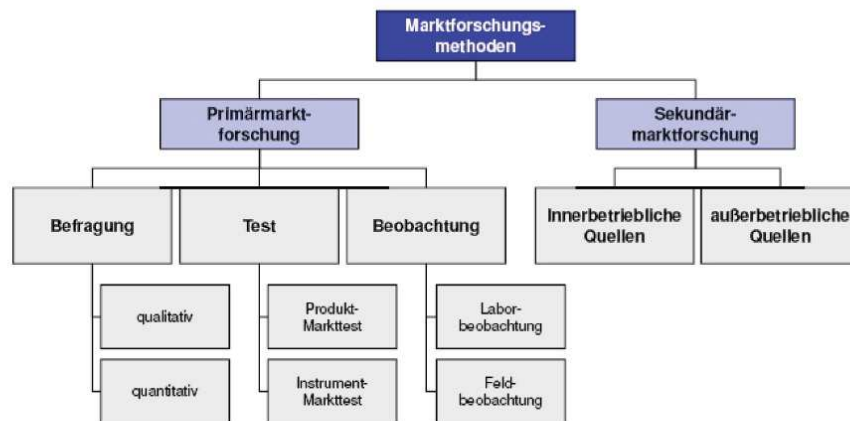 Marktforschungs-
methoden
Primärmarkt-
forschung
Sekundär-
marktforschung
Befragung
Test
Beobachtung
Innerbetriebliche
Quellen
außerbetriebliche
Quellen
qualitativ
Produkt-
Markttest
Labor-
beobachtung
quantitativ
Instrument-
Markttest
Feld-
beobachtung